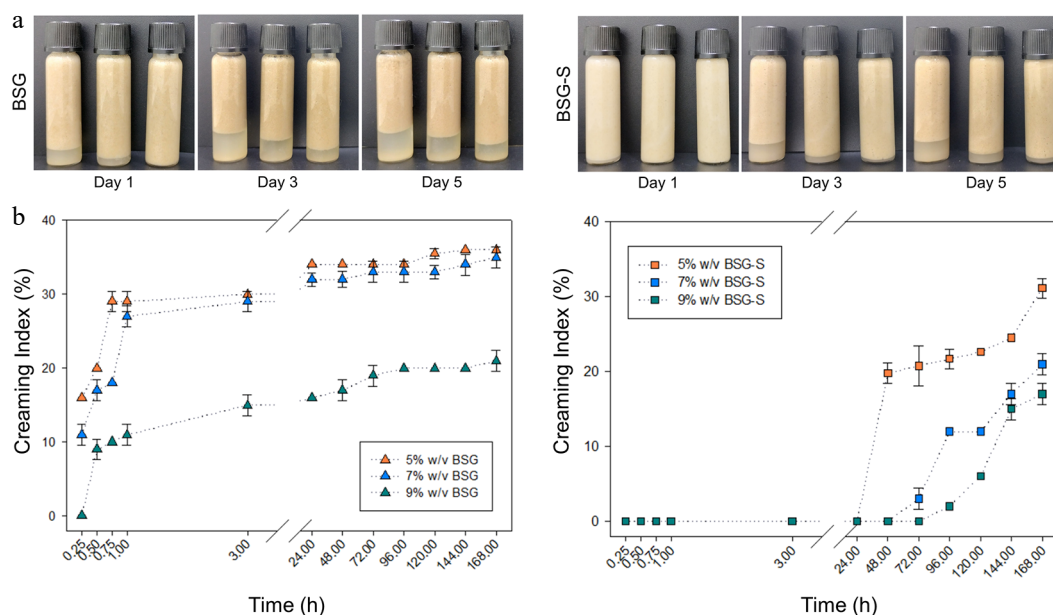 a
BSG
Day 1
Day 3
Day 5
BSG-S
Day 1
Day 3
Day 5
b
Creaming Index (%)
40
30
20
10
0
5% w/v BSG
7% w/v BSG
9% w/v BSG
0.25
0.50
0.75
1.00
3.00
24.00
48.00
72.00
96.00
120.00
144.00
168.00
Time (h)
Creaming Index (%)
40
30
20
10
0
5% w/v BSG-S
7% w/v BSG-S
9% w/v BSG-S
0.25
0.50
0.75
1.00
3.00
24.00
48.00
72.00
96.00
120.00
144.00
168.00
Time (h)